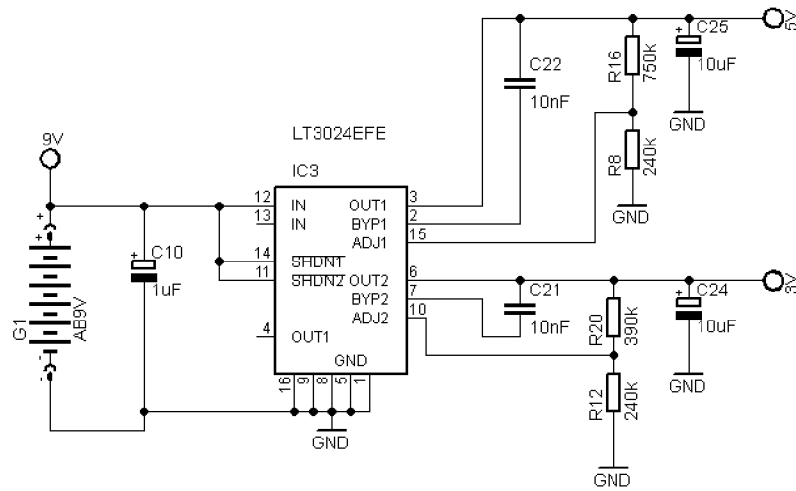 5V
C25
10uF
GND
R16
750k
C22
10nF
R8
240k
GND
LT3024EFE
IC3
9V
12 IN OUT1 3
13 IN BYP1 2
ADJ1 15
14 SHDN1
11 SHDN2 OUT2 6
BYP2 7
ADJ2 10
4 OUT1
GND
16 9 8 5 1
GND
+
+
G1
AB9V
-
-
+
C10
1uF
3V
C21
10nF
R20
390k
+
C24
10uF
GND
R12
240k
GND
+